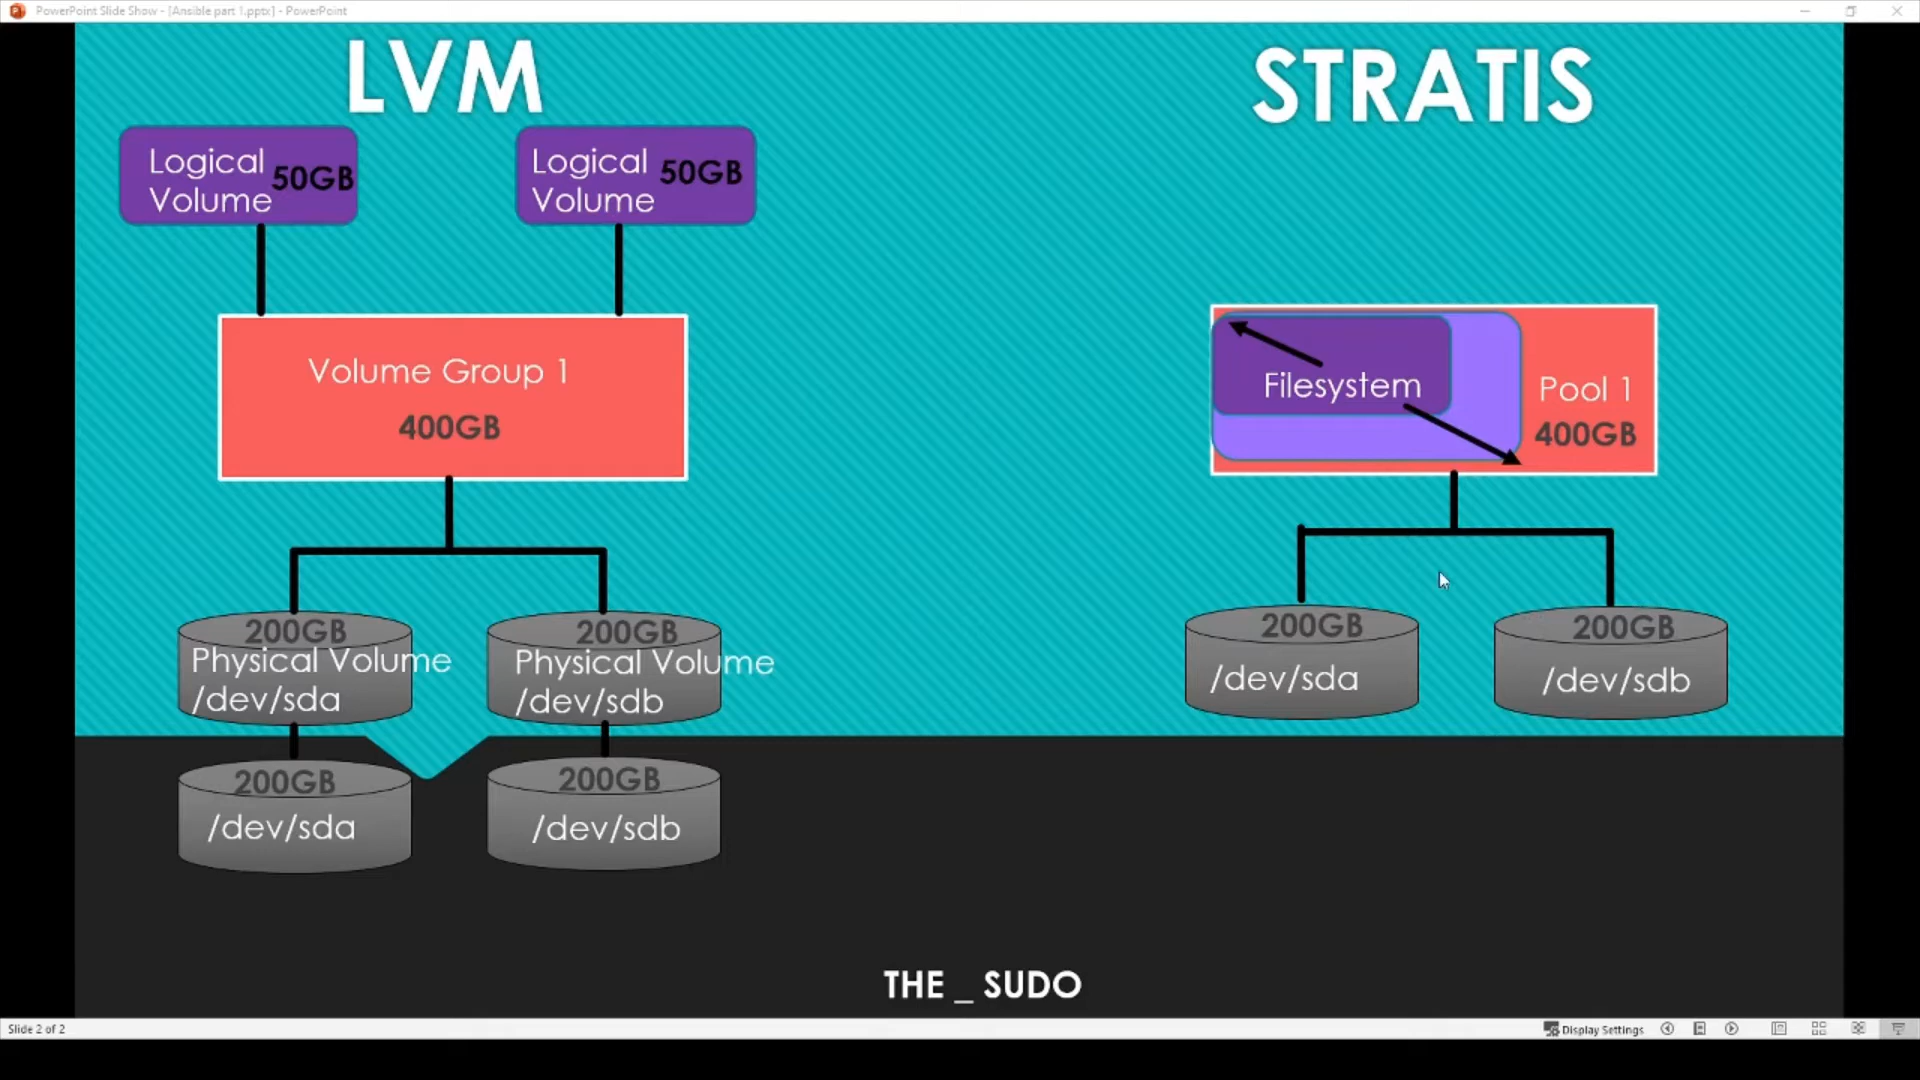 PowerPoint Slide Show - [Ansible part 1.pptx] - PowerPoint
LVM
STRATIS
Logical
Volume
50GB
Logical
Volume
50GB
Volume Group 1
400GB
Filesystem
Pool 1
400GB
200GB
Physical Volume
/dev/sda
200GB
Physical Volume
/dev/sdb
200GB
/dev/sda
200GB
/dev/sdb
200GB
/dev/sda
200GB
/dev/sdb
THE _ SUDO
Slide 2 of 2
Display Settings